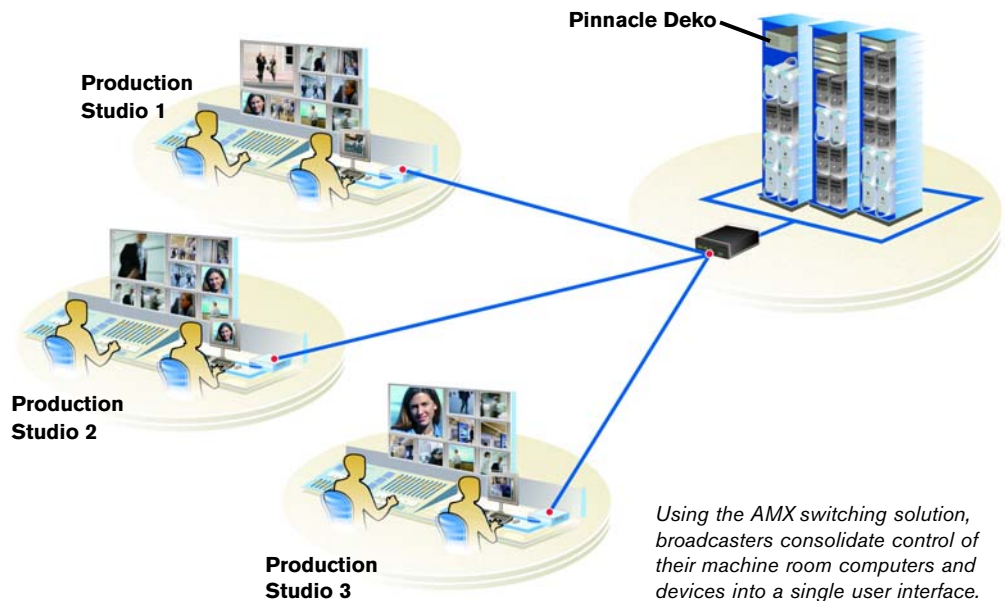 Pinnacle Deko
Production
Studio 1
Production
Studio 2
Production
Studio 3
Using the AMX switching solution,
broadcasters consolidate control of
their machine room computers and
devices into a single user interface.